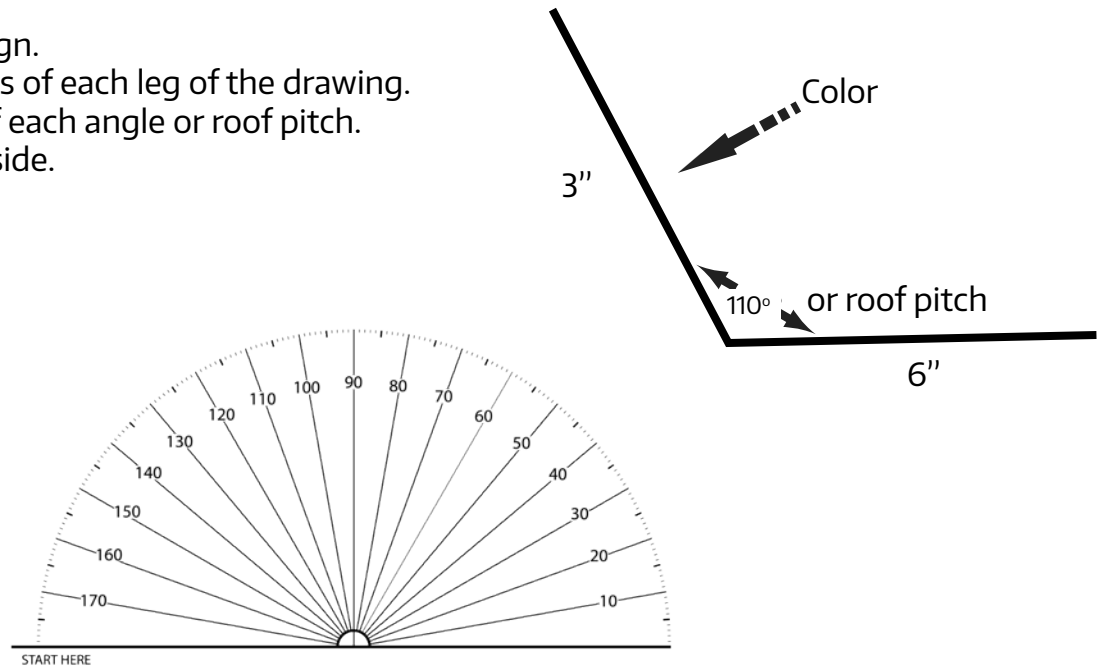 gn.
s of each leg of the drawing.
f each angle or roof pitch.
side.
Color
3”
110° or roof pitch
6”
90
100
80
110
70
120
60
130
50
140
40
150
30
160
20
170
10
START HERE